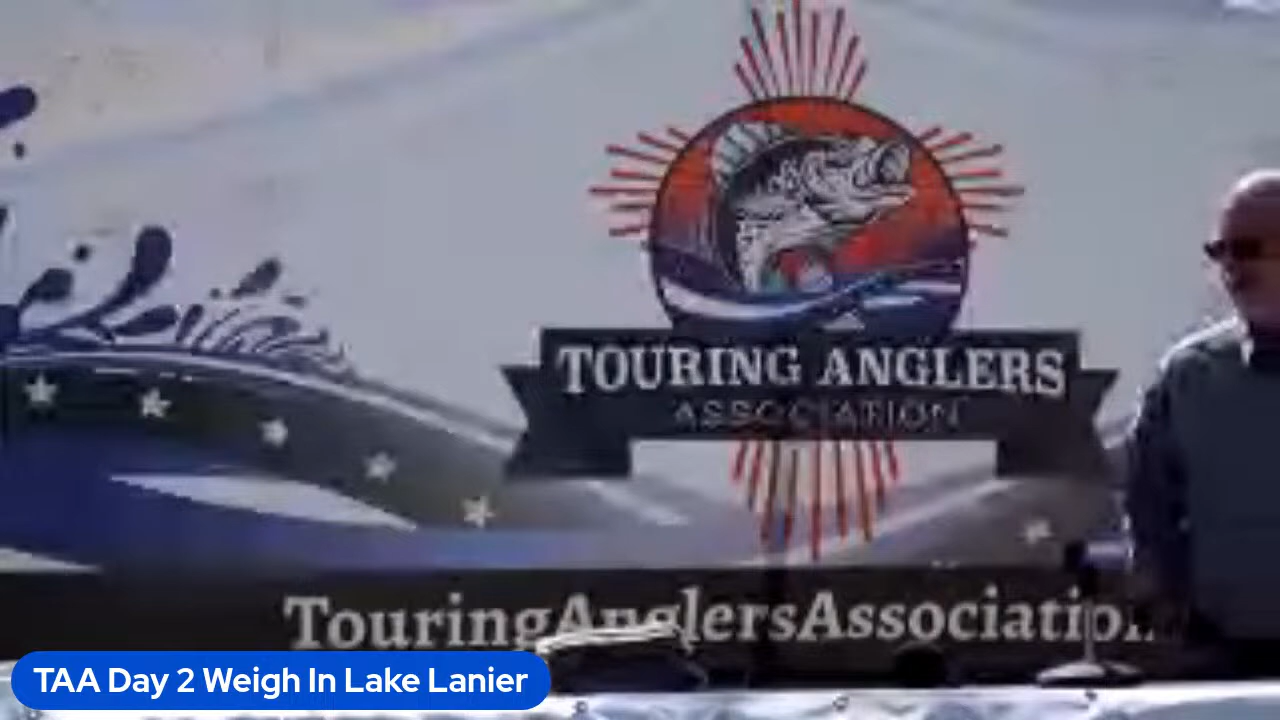 TOURING ANGLERS
ASSOCIATION
TouringAnglersAssociation.
TAA Day 2 Weigh In Lake Lanier